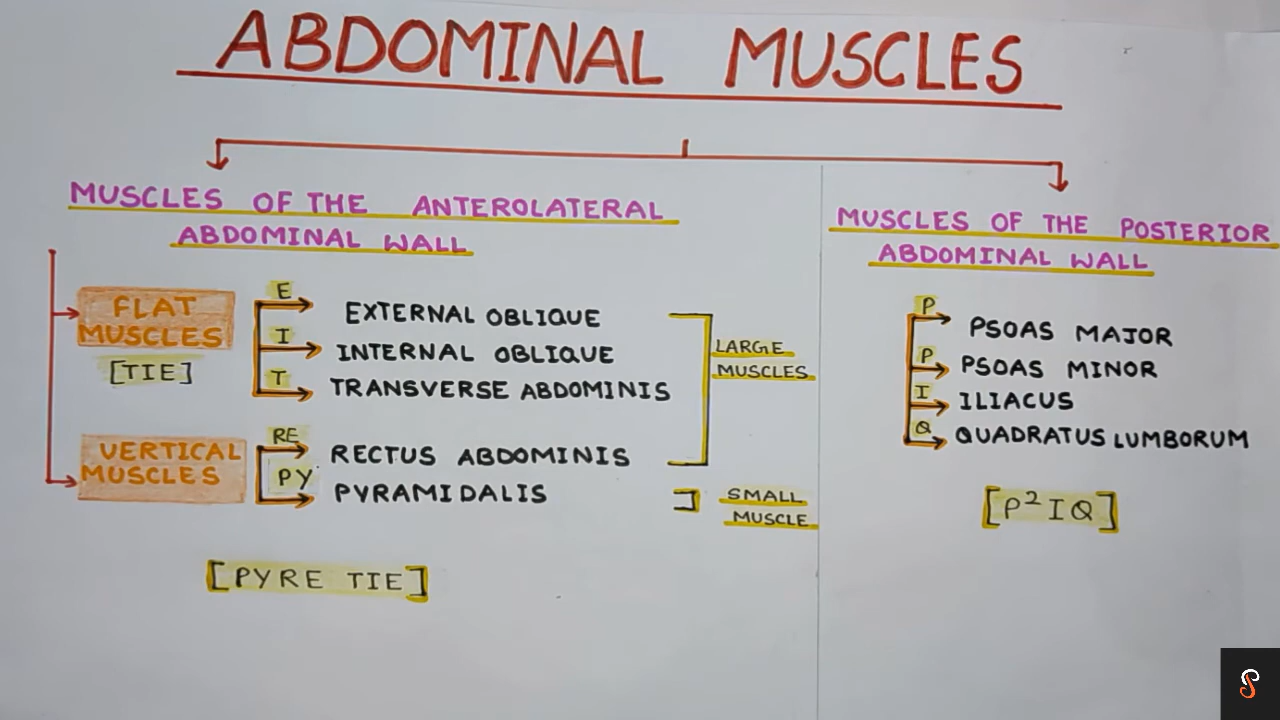 ABDOMINAL MUSCLES
MUSCLES OF THE ANTEROLATERAL
ABDOMINAL WALL
FLAT
MUSCLES
[TIE]
E
EXTERNAL OBLIQUE
I
INTERNAL OBLIQUE
T
TRANSVERSE ABDOMINIS
LARGE
MUSCLES
VERTICAL
MUSCLES
RE
RECTUS ABDOMINIS
PY
PYRAMIDALIS
SMALL
MUSCLE
[PYRE TIE]
MUSCLES OF THE POSTERIOR
ABDOMINAL WALL
P
PSOAS MAJOR
P
PSOAS MINOR
I
ILIACUS
Q
QUADRATUS LUMBORUM
[P²IQ]